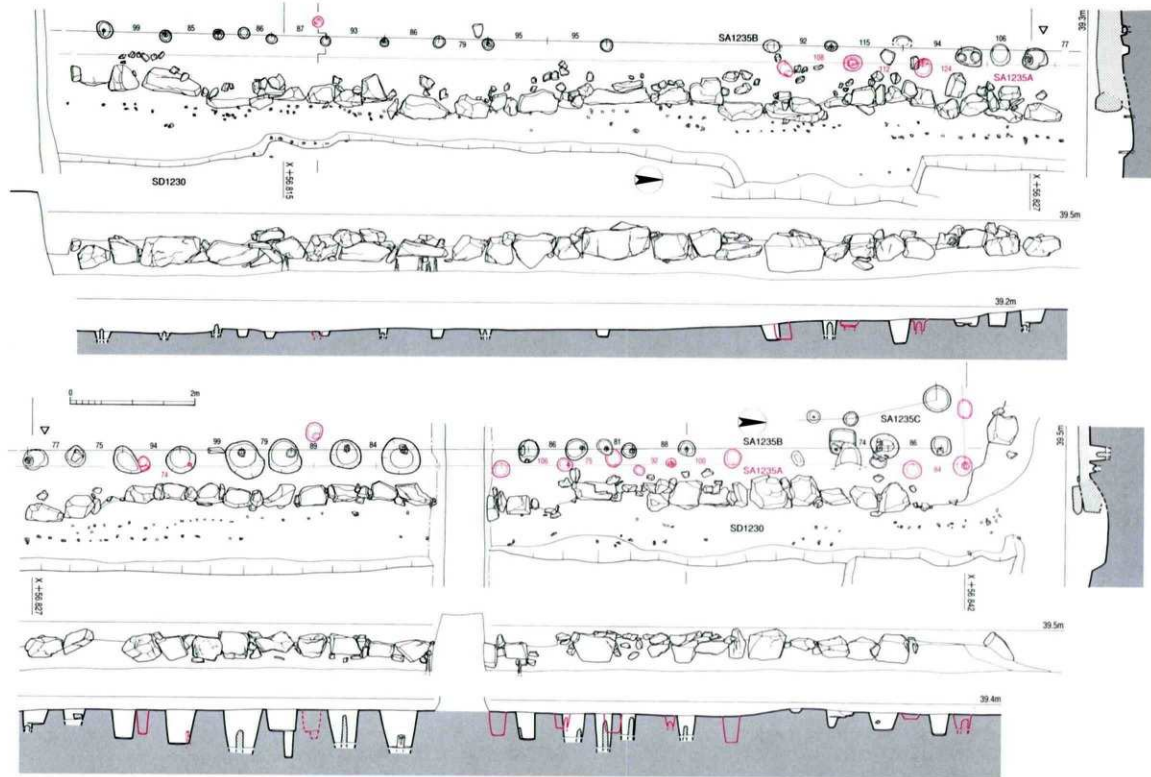 99 85 86 87 93 86 79 95 95 SA1235B 92 115 94 106 77 39.3m
108 112 124 SA1235A
SD1230 X+56.815 X+56.827
39.5m
39.2m
0 2m
SA1235C
77 75 94 99 79 89 84 86 81 88 SA1235B 74 86 39.5m
74 106 75 92 100 SA1235A 84
SD1230
X+56.827 X+56.842
39.5m
39.4m